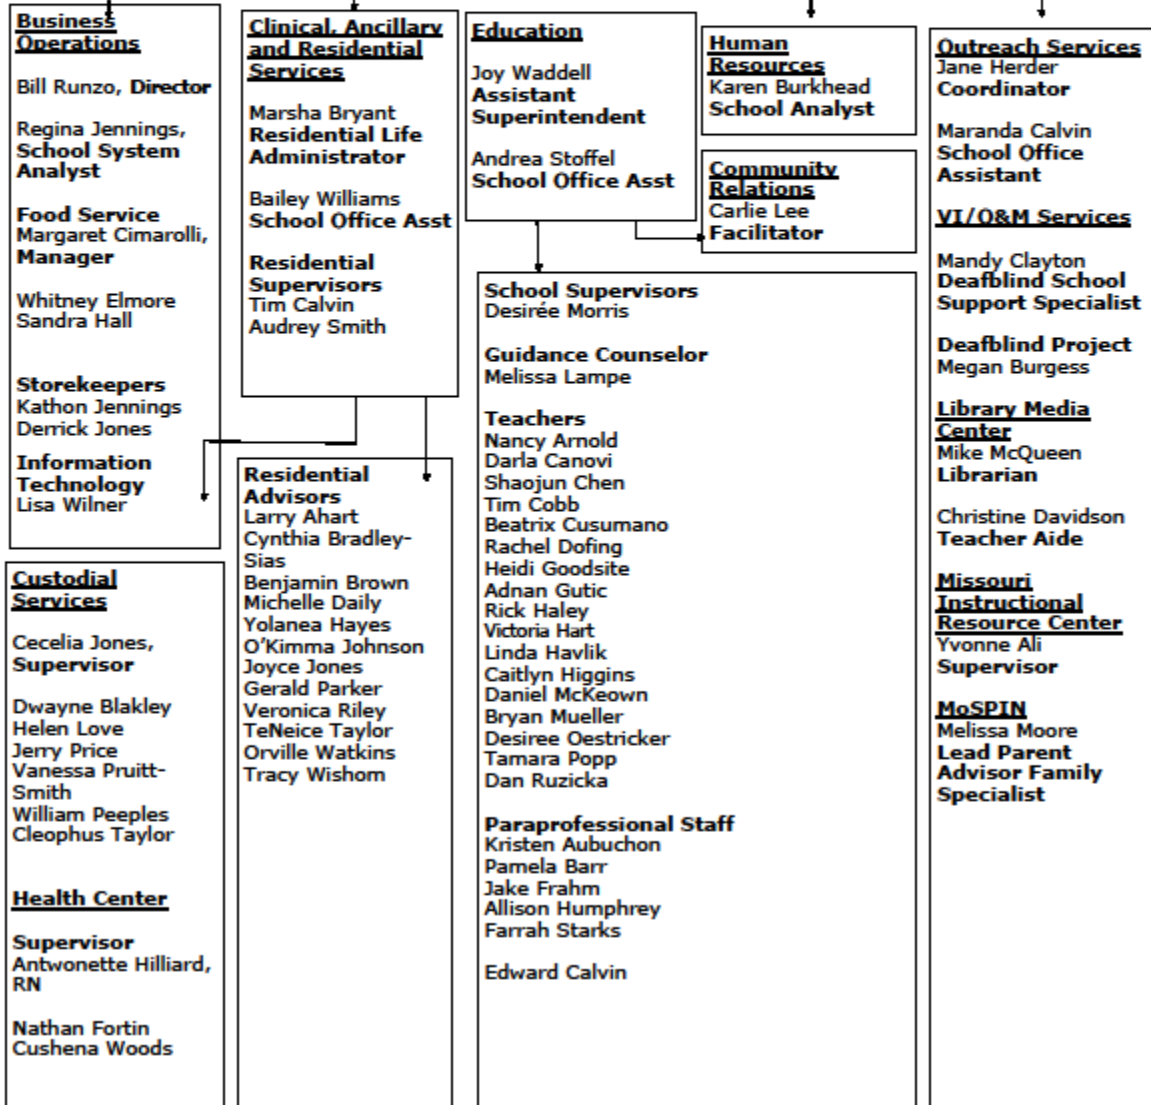 Business
Operations
Bill Runzo, Director
Regina Jennings,
School System
Analyst
Food Service
Margaret Cimarolli,
Manager
Whitney Elmore
Sandra Hall
Storekeepers
Kathon Jennings
Derrick Jones
Information
Technology
Lisa Wilner
Custodial
Services
Cecelia Jones,
Supervisor
Dwayne Blakley
Helen Love
Jerry Price
Vanessa Pruitt-
Smith
William Peeples
Cleophus Taylor
Health Center
Supervisor
Antwonette Hilliard,
RN
Nathan Fortin
Cushena Woods
Clinical, Ancillary
and Residential
Services
Marsha Bryant
Residential Life
Administrator
Bailey Williams
School Office Asst
Residential
Supervisors
Tim Calvin
Audrey Smith
Residential
Advisors
Larry Ahart
Cynthia Bradley-
Sias
Benjamin Brown
Michelle Daily
Yolanea Hayes
O'Kimma Johnson
Joyce Jones
Gerald Parker
Veronica Riley
TeNeice Taylor
Orville Watkins
Tracy Wishom
Education
Joy Waddell
Assistant
Superintendent
Andrea Stoffel
School Office Asst
Human
Resources
Karen Burkhead
School Analyst
Community
Relations
Carlie Lee
Facilitator
School Supervisors
Desirée Morris
Guidance Counselor
Melissa Lampe
Teachers
Nancy Arnold
Darla Canovi
Shaojun Chen
Tim Cobb
Beatrix Cusumano
Rachel Dofing
Heidi Goodsite
Adnan Gutic
Rick Haley
Victoria Hart
Linda Havlik
Caitlyn Higgins
Daniel McKeown
Bryan Mueller
Desiree Oestricker
Tamara Popp
Dan Ruzicka
Paraprofessional Staff
Kristen Aubuchon
Pamela Barr
Jake Frahm
Allison Humphrey
Farrah Starks
Edward Calvin
Outreach Services
Jane Herder
Coordinator
Maranda Calvin
School Office
Assistant
VI/O&M Services
Mandy Clayton
Deafblind School
Support Specialist
Deafblind Project
Megan Burgess
Library Media
Center
Mike McQueen
Librarian
Christine Davidson
Teacher Aide
Missouri
Instructional
Resource Center
Yvonne Ali
Supervisor
MoSPIN
Melissa Moore
Lead Parent
Advisor Family
Specialist